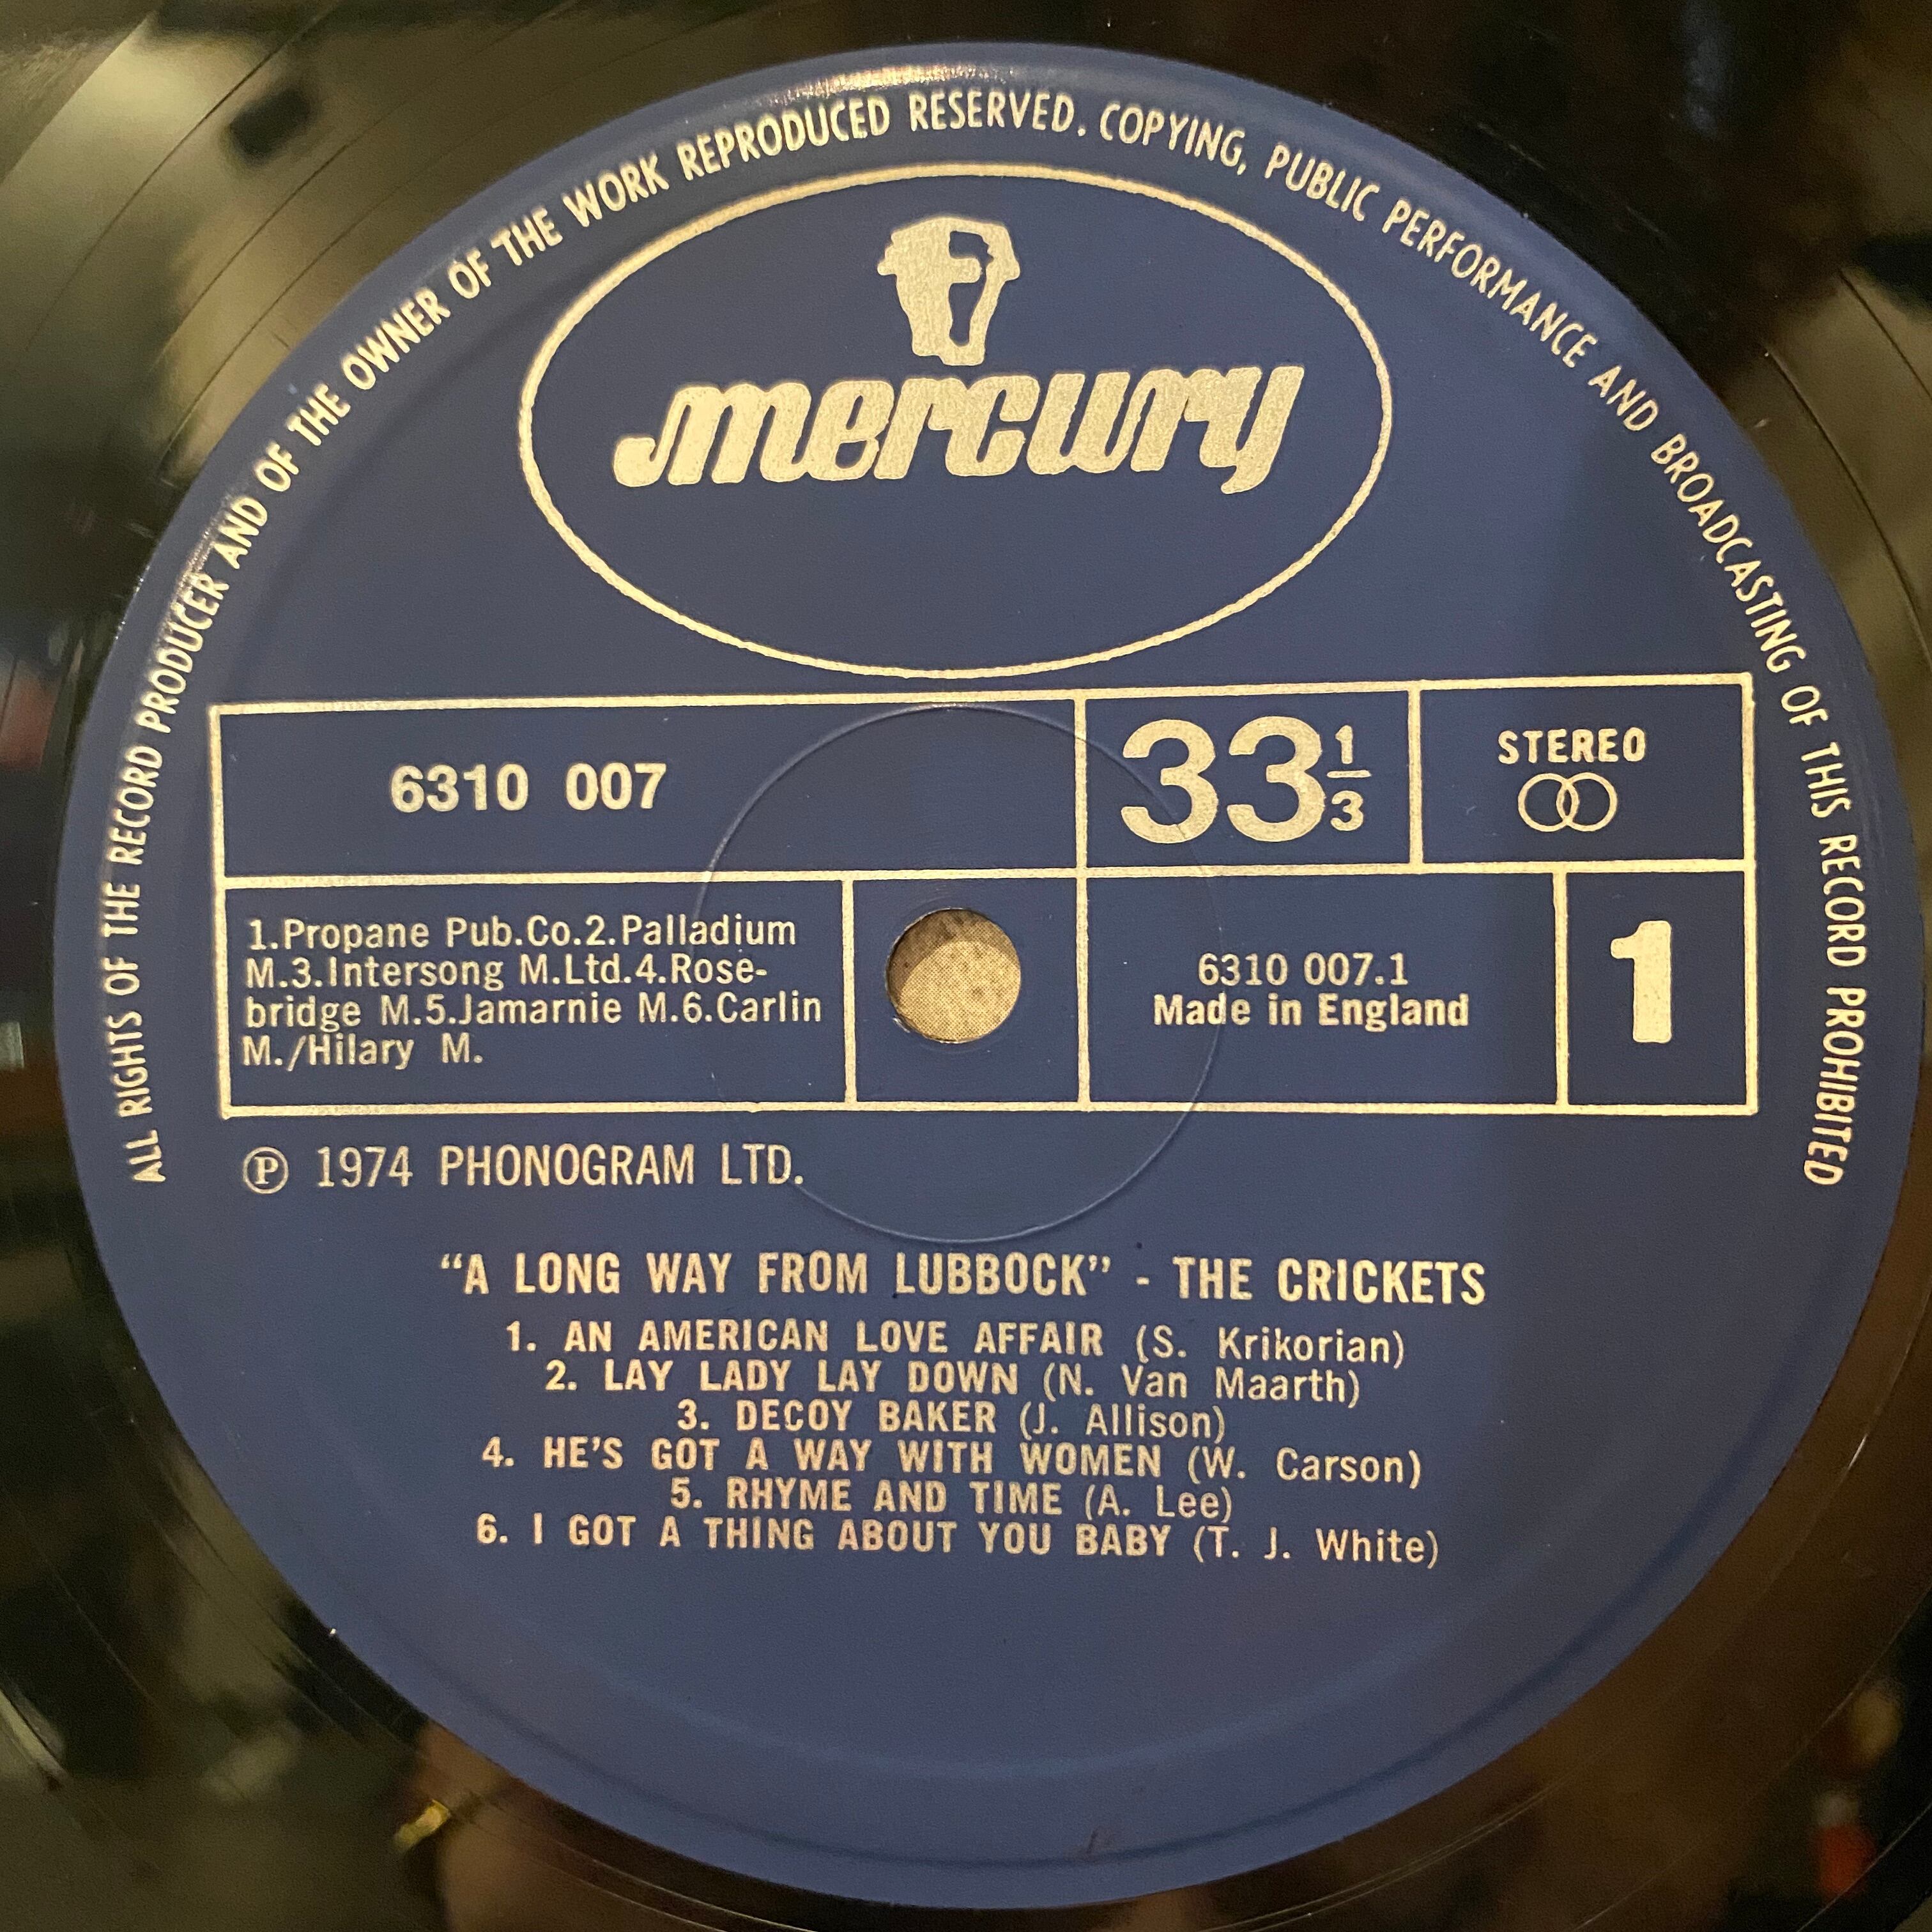 ALL RIGHTS OF THE RECORD PRODUCER AND OF THE OWNER OF THE WORK REPRODUCED RESERVED. COPYING, PUBLIC PERFORMANCE AND BROADCASTING OF THIS RECORD PROHIBITED
mercury
6310 007
33 1/3
STEREO
1.Propane Pub.Co.2.Palladium
M.3.Intersong M.Ltd.4.Rose-
bridge M.5.Jamarnie M.6.Carlin
M./Hilary M.
6310 007.1
Made in England
1
℗ 1974 PHONOGRAM LTD.
“A LONG WAY FROM LUBBOCK” - THE CRICKETS
1. AN AMERICAN LOVE AFFAIR (S. Krikorian)
2. LAY LADY LAY DOWN (N. Van Maarth)
3. DECOY BAKER (J. Allison)
4. HE'S GOT A WAY WITH WOMEN (W. Carson)
5. RHYME AND TIME (A. Lee)
6. I GOT A THING ABOUT YOU BABY (T. J. White)